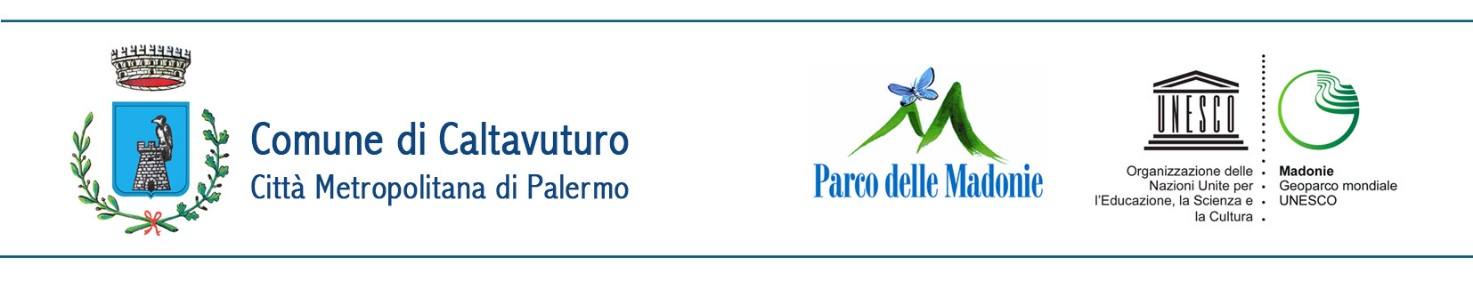 Comune di Caltavuturo
Città Metropolitana di Palermo
Parco delle Madonie
UNESCO
Organizzazione delle
Nazioni Unite per
l'Educazione, la Scienza e
la Cultura
Madonie
Geoparco mondiale
UNESCO